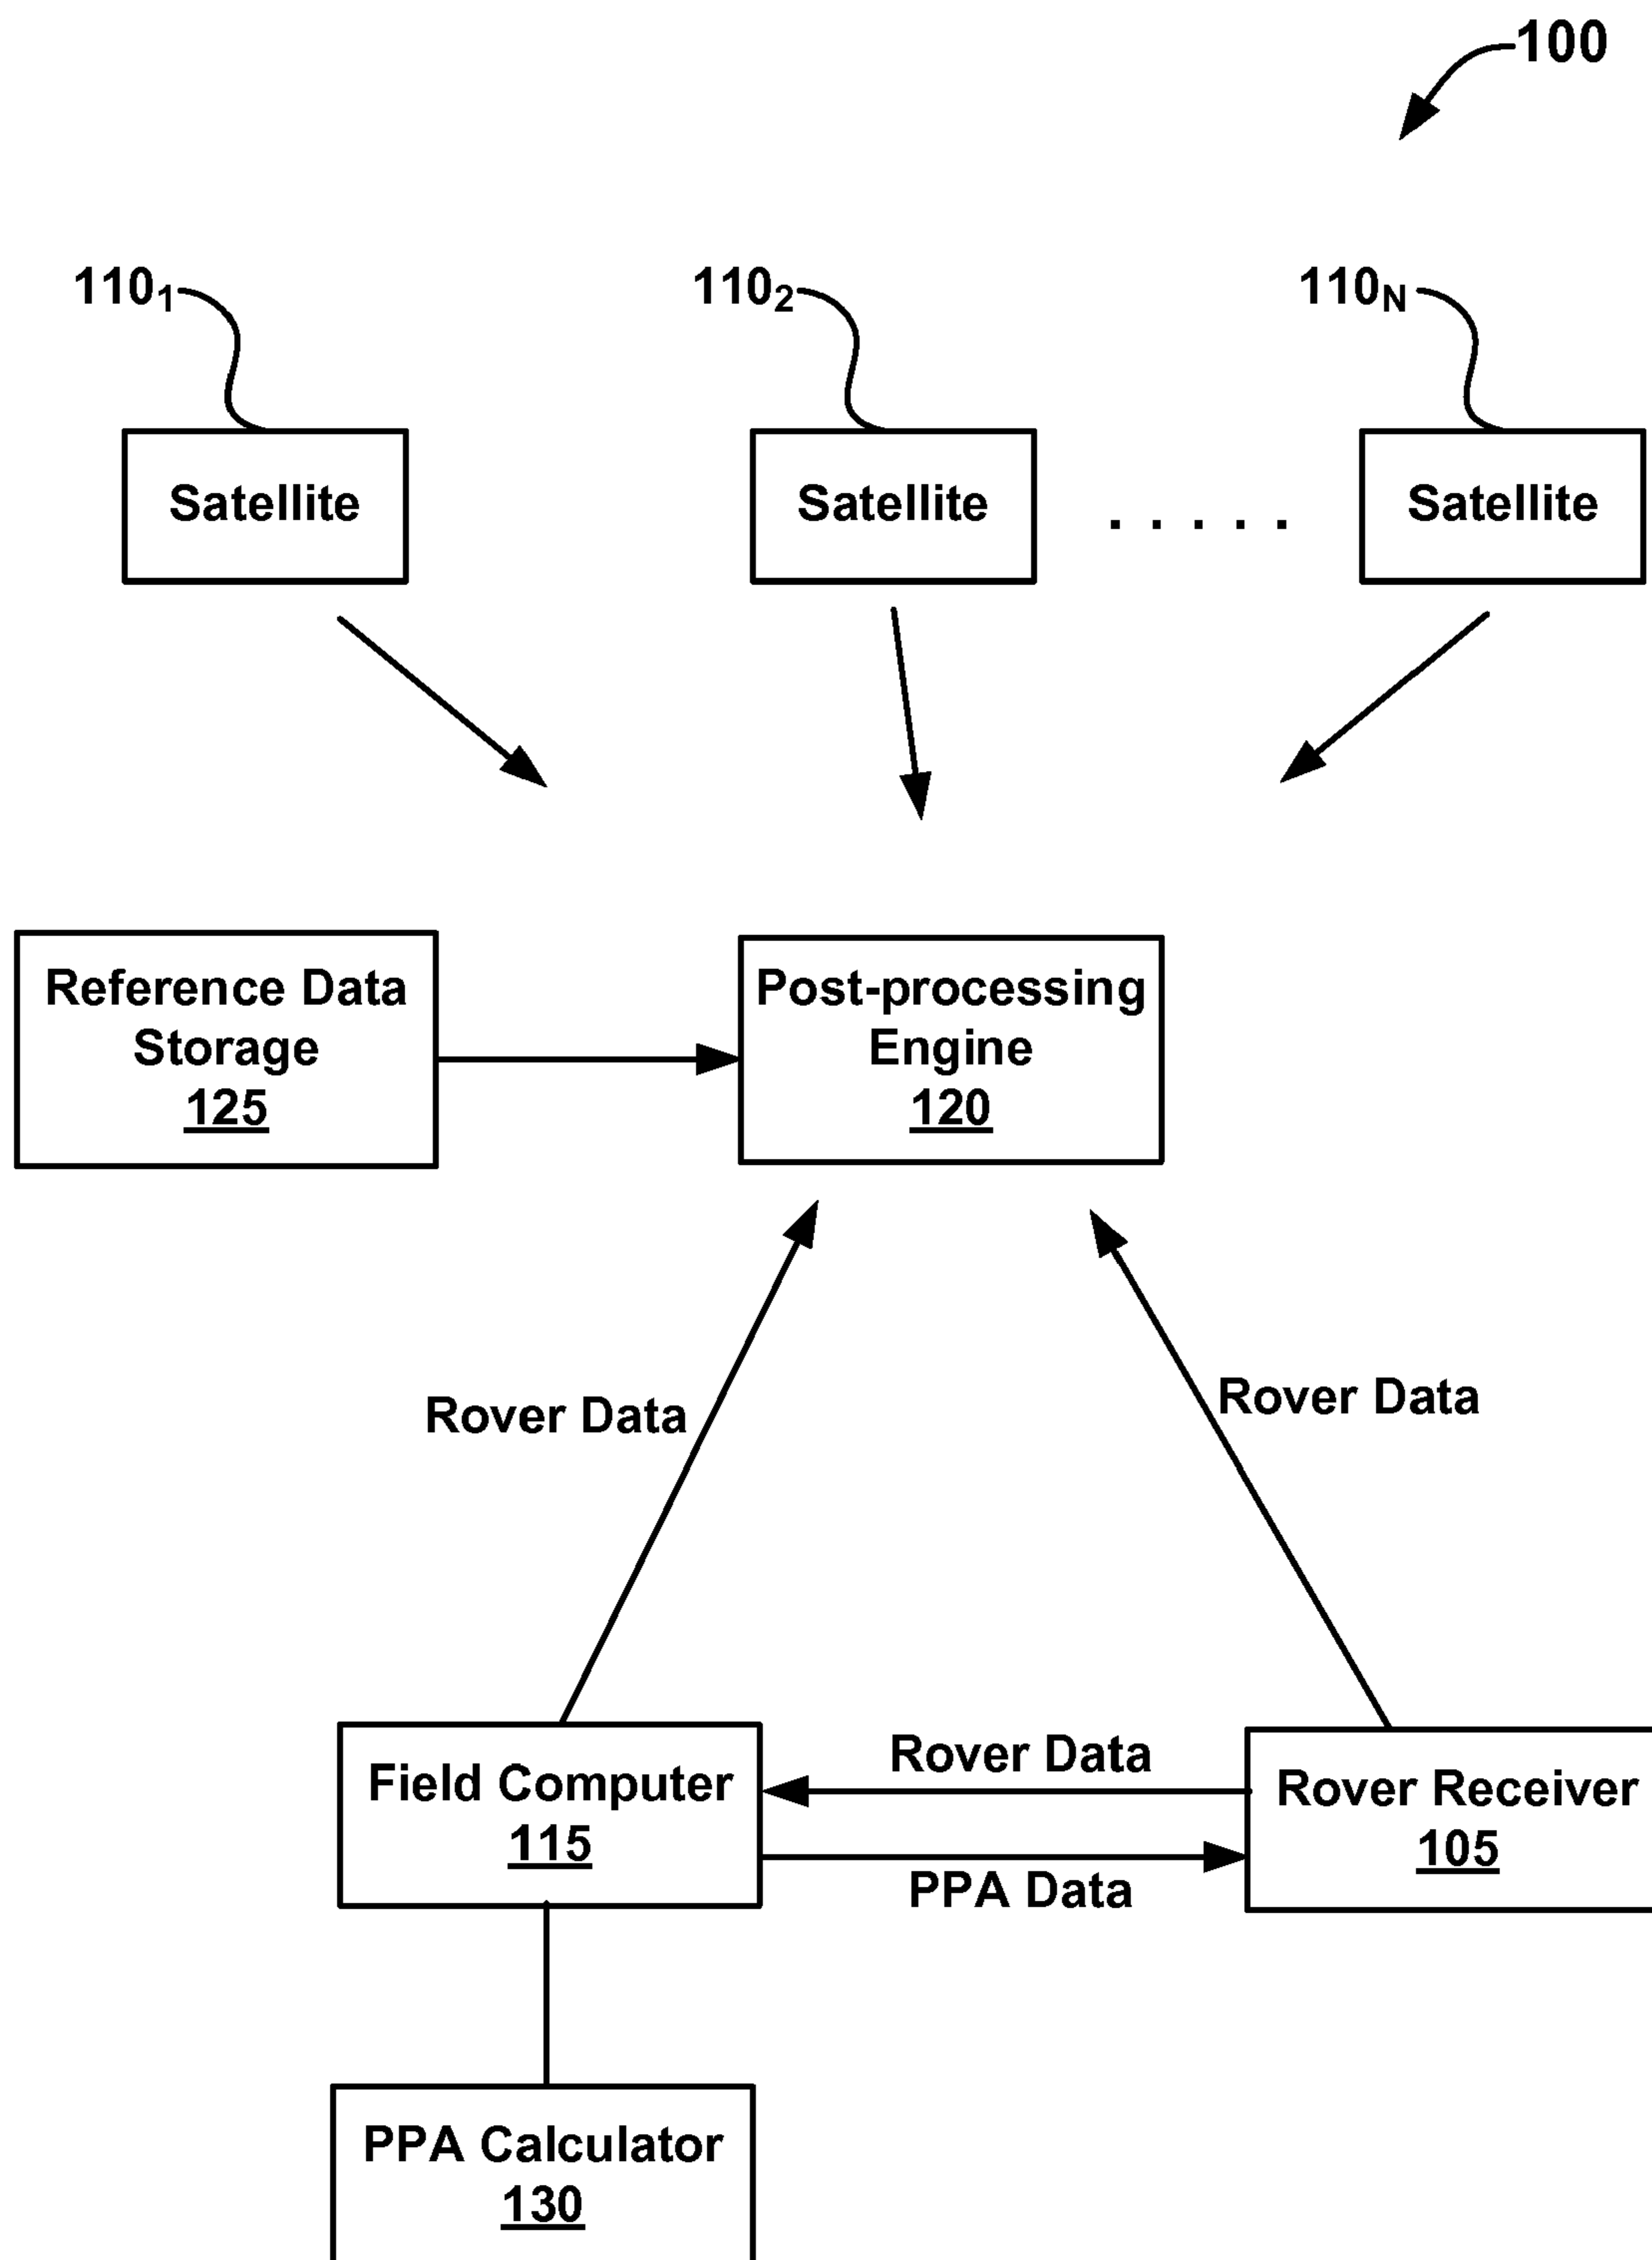 100
110₁
110₂
110N
Satellite
Satellite
. . . . .
Satellite
Reference Data
Storage
125
Post-processing
Engine
120
Rover Data
Rover Data
Field Computer
115
Rover Data
PPA Data
Rover Receiver
105
PPA Calculator
130